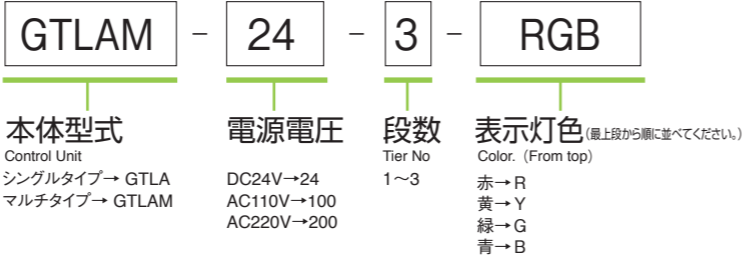 GTLAM - 24 - 3 - RGB
本体型式
Control Unit
シングルタイプ→ GTLA
マルチタイプ→ GTLAM
電源電圧
DC24V→24
AC110V→100
AC220V→200
段数
Tier No
1〜3
表示灯色(最上段から順に並べてください。)
Color.(From top)
赤→R
黄→Y
緑→G
青→B